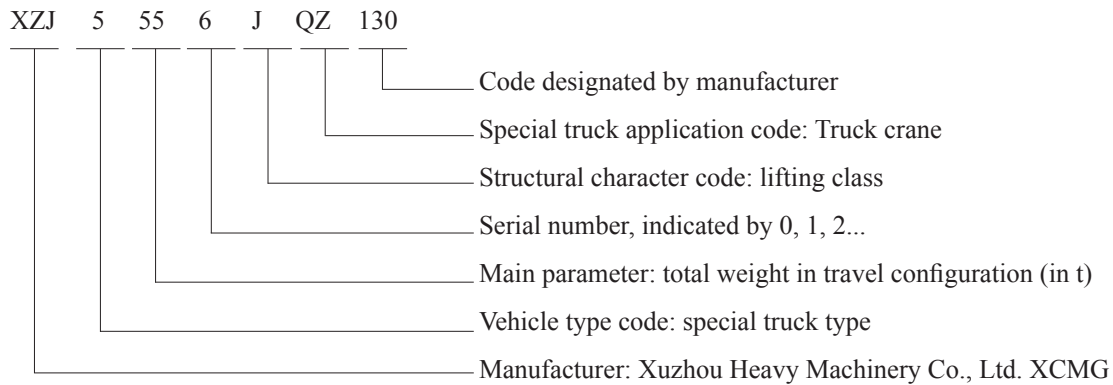 XZJ 5 55 6 J QZ 130
Code designated by manufacturer
Special truck application code: Truck crane
Structural character code: lifting class
Serial number, indicated by 0, 1, 2...
Main parameter: total weight in travel configuration (in t)
Vehicle type code: special truck type
Manufacturer: Xuzhou Heavy Machinery Co., Ltd. XCMG